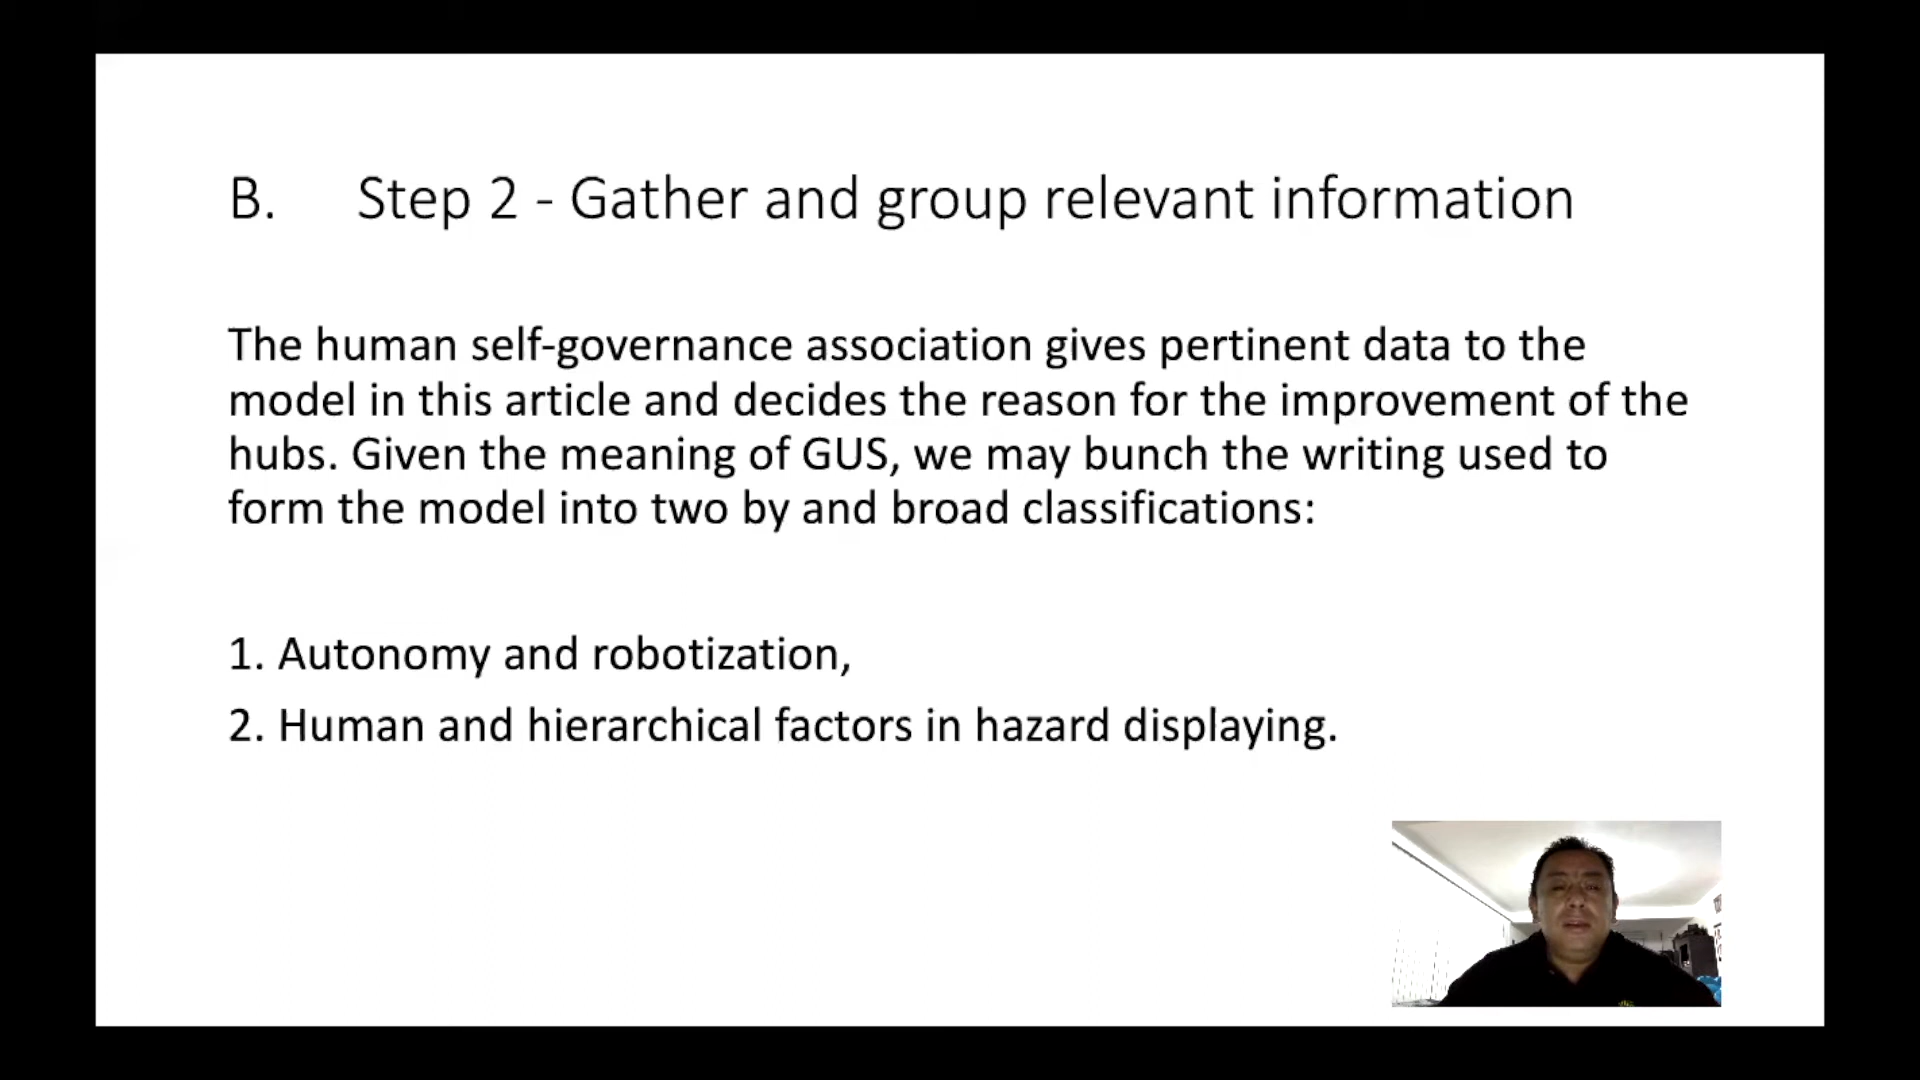 B. Step 2 - Gather and group relevant information
The human self-governance association gives pertinent data to the
model in this article and decides the reason for the improvement of the
hubs. Given the meaning of GUS, we may bunch the writing used to
form the model into two by and broad classifications:
1. Autonomy and robotization,
2. Human and hierarchical factors in hazard displaying.